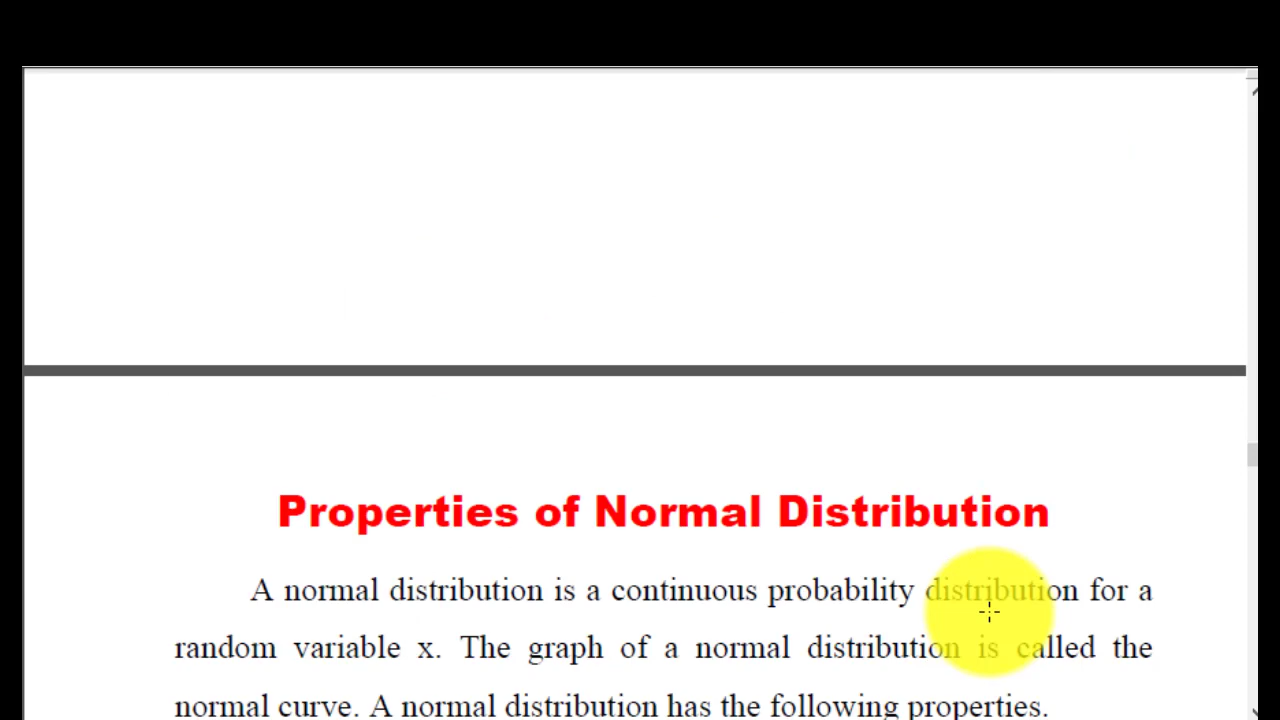 Properties of Normal Distribution
A normal distribution is a continuous probability distribution for a
random variable x. The graph of a normal distribution is called the
normal curve. A normal distribution has the following properties.